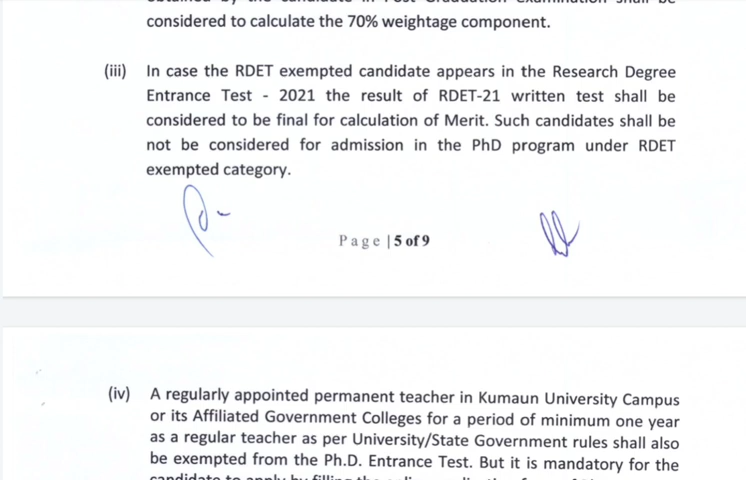 considered to calculate the 70% weightage component.
(iii) In case the RDET exempted candidate appears in the Research Degree
Entrance Test - 2021 the result of RDET-21 written test shall be
considered to be final for calculation of Merit. Such candidates shall be
not be considered for admission in the PhD program under RDET
exempted category.
Page | 5 of 9
(iv) A regularly appointed permanent teacher in Kumaun University Campus
or its Affiliated Government Colleges for a period of minimum one year
as a regular teacher as per University/State Government rules shall also
be exempted from the Ph.D. Entrance Test. But it is mandatory for the